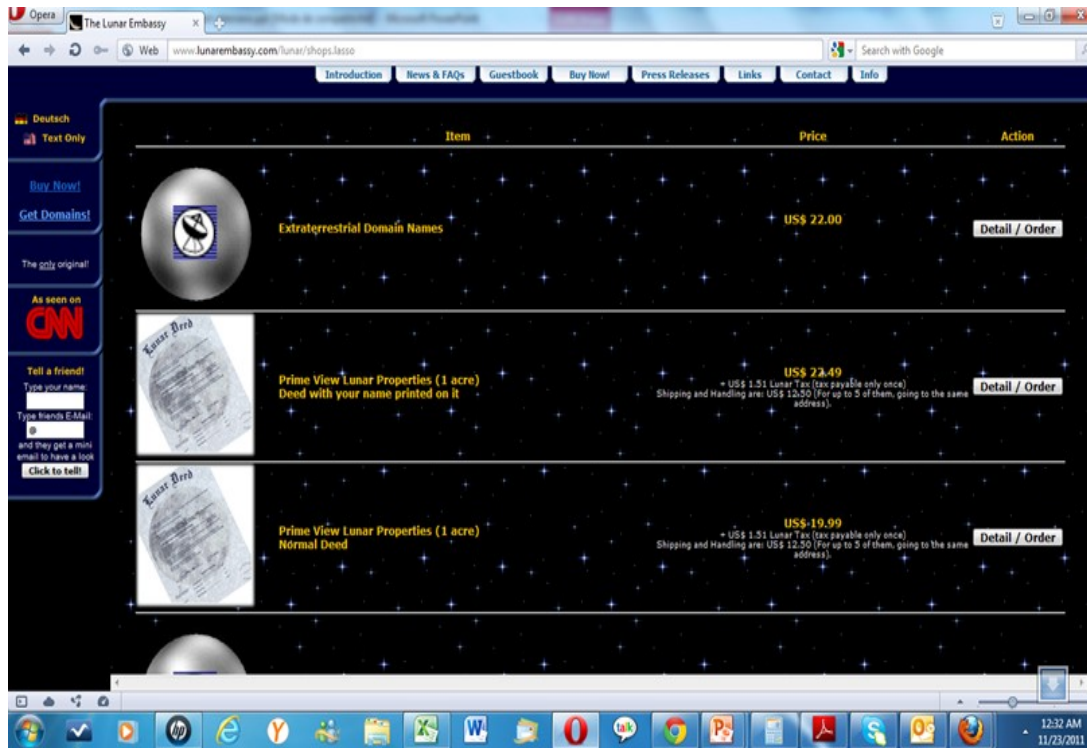 Opera
The Lunar Embassy
Web
www.lunarembassy.com/lunar/shops.lasso
Search with Google
Introduction
News & FAQs
Guestbook
Buy Now!
Press Releases
Links
Contact
Info
Deutsch
Text Only
Buy Now!
Get Domains!
The only original!
As seen on
CNN
Tell a friend!
Type your name:
Type friends E-Mail:
@
and they get a mini
email to have a look
Click to tell!
Item
Price
Action
Extraterrestrial Domain Names
US$ 22.00
Detail / Order
Lunar Deed
Prime View Lunar Properties (1 acre)
Deed with your name printed on it
US$ 22.49
+ US$ 1.51 Lunar Tax (tax payable only once)
Shipping and Handling are: US$ 12.50 (For up to 5 of them, going to the same
address).
Detail / Order
Lunar Deed
Prime View Lunar Properties (1 acre)
Normal Deed
US$ 19.99
+ US$ 1.51 Lunar Tax (tax payable only once)
Shipping and Handling are: US$ 12.50 (For up to 5 of them, going to the same
address).
Detail / Order
hp
talk
12:32 AM
11/23/2011